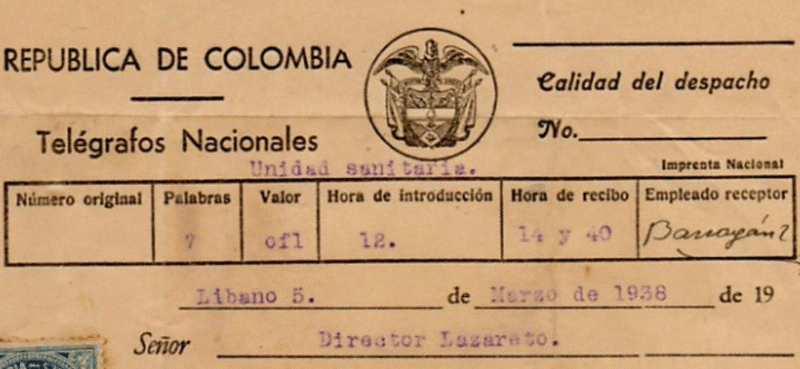 REPUBLICA DE COLOMBIA
Calidad del despacho
Telégrafos Nacionales
No.
Unidad sanitaria.
Imprenta Nacional
Número original Palabras Valor Hora de introducción Hora de recibo Empleado receptor
7 ofl 12. 14 y 40 Barragán
Libano 5. de Marzo de 1938 de 19
Señor Director Lazareto.